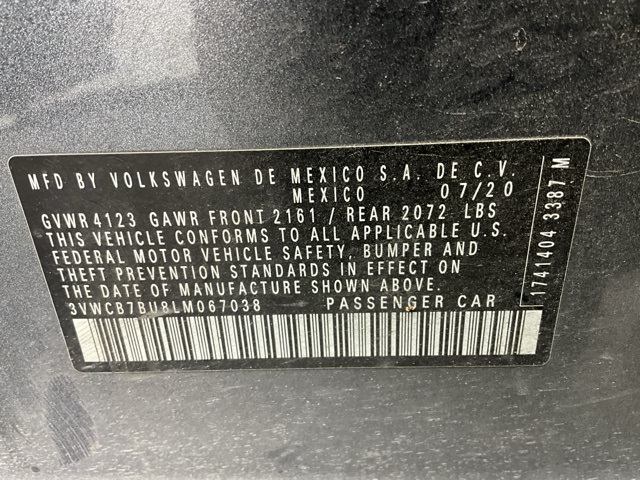 MFD BY VOLKSWAGEN DE MEXICO S.A. DE C.V.
MEXICO 07/20
GVWR 4123 GAWR FRONT 2161 / REAR 2072 LBS
THIS VEHICLE CONFORMS TO ALL APPLICABLE U.S.
FEDERAL MOTOR VEHICLE SAFETY, BUMPER AND
THEFT PREVENTION STANDARDS IN EFFECT ON
THE DATE OF MANUFACTURE SHOWN ABOVE.
3VWCB7BU8LM067038 PASSENGER CAR
1741404 3387 M